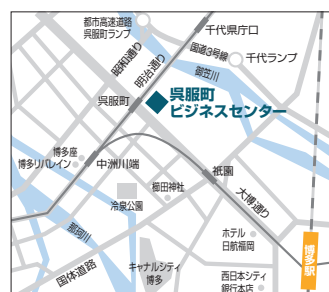 都市高速道路
呉服町ランプ
千代県庁口
国道3号線
千代ランプ
昭和通り
明治通り
御笠川
呉服町
呉服町
ビジネスセンター
博多座
博多リバレイン
中洲川端
祇園
櫛田神社
冷泉公園
大博通り
那珂川
ホテル
日航福岡
博多駅
国体道路
キャナルシティ
博多
西日本シティ
銀行本店